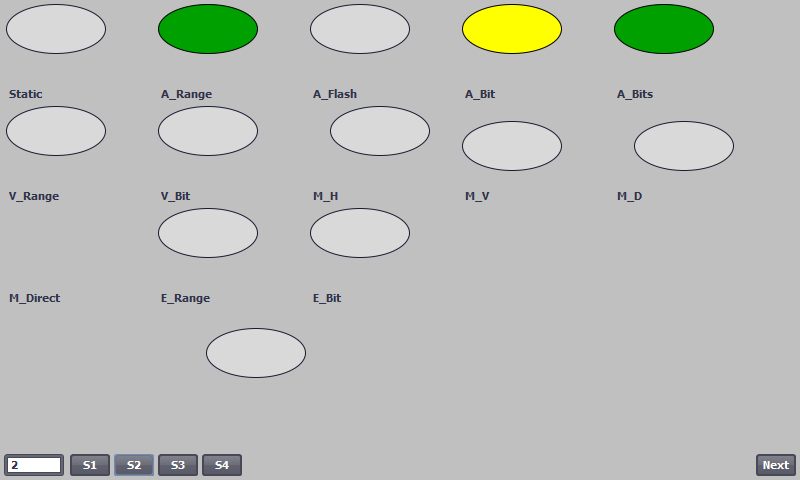 Static A_Range A_Flash A_Bit A_Bits
V_Range V_Bit M_H M_V M_D
M_Direct E_Range E_Bit
2 S1 S2 S3 S4 Next